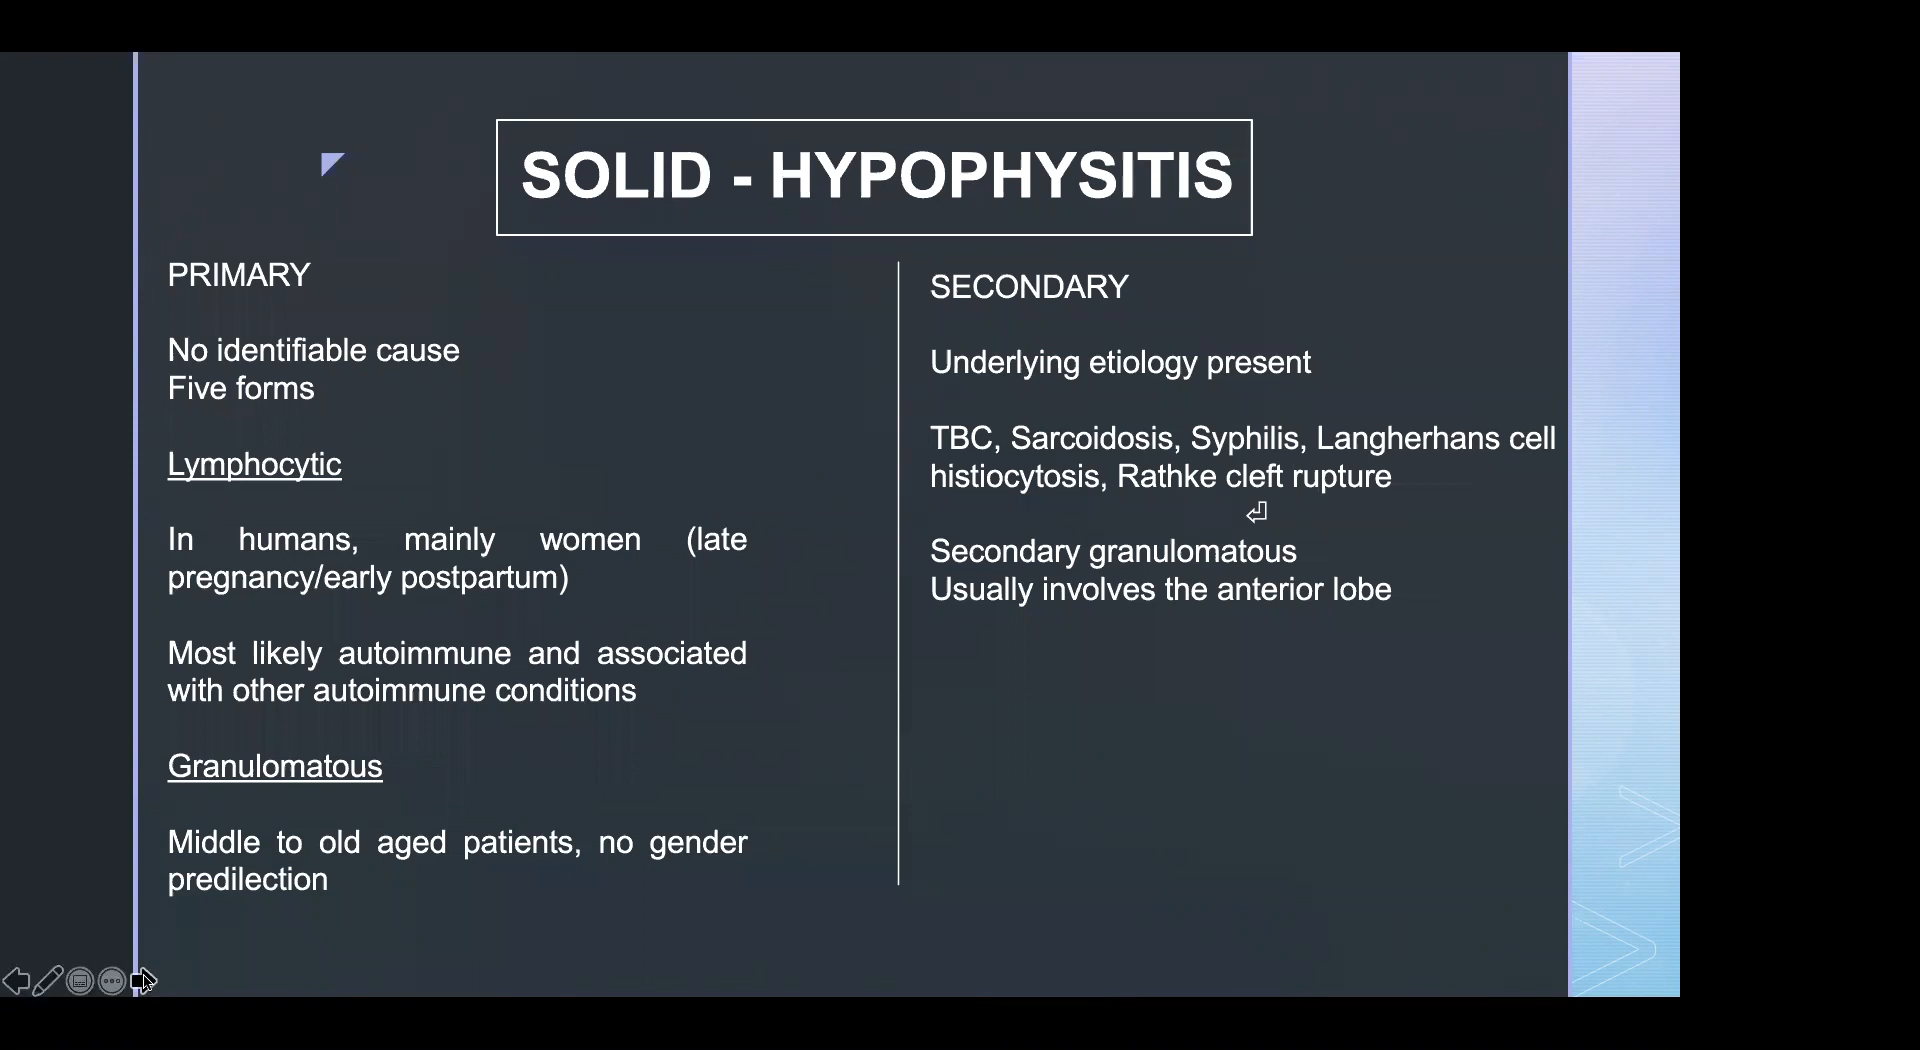 SOLID - HYPOPHYSITIS
PRIMARY
No identifiable cause
Five forms
Lymphocytic
In humans, mainly women (late
pregnancy/early postpartum)
Most likely autoimmune and associated
with other autoimmune conditions
Granulomatous
Middle to old aged patients, no gender
predilection
SECONDARY
Underlying etiology present
TBC, Sarcoidosis, Syphilis, Langherhans cell
histiocytosis, Rathke cleft rupture
Secondary granulomatous
Usually involves the anterior lobe